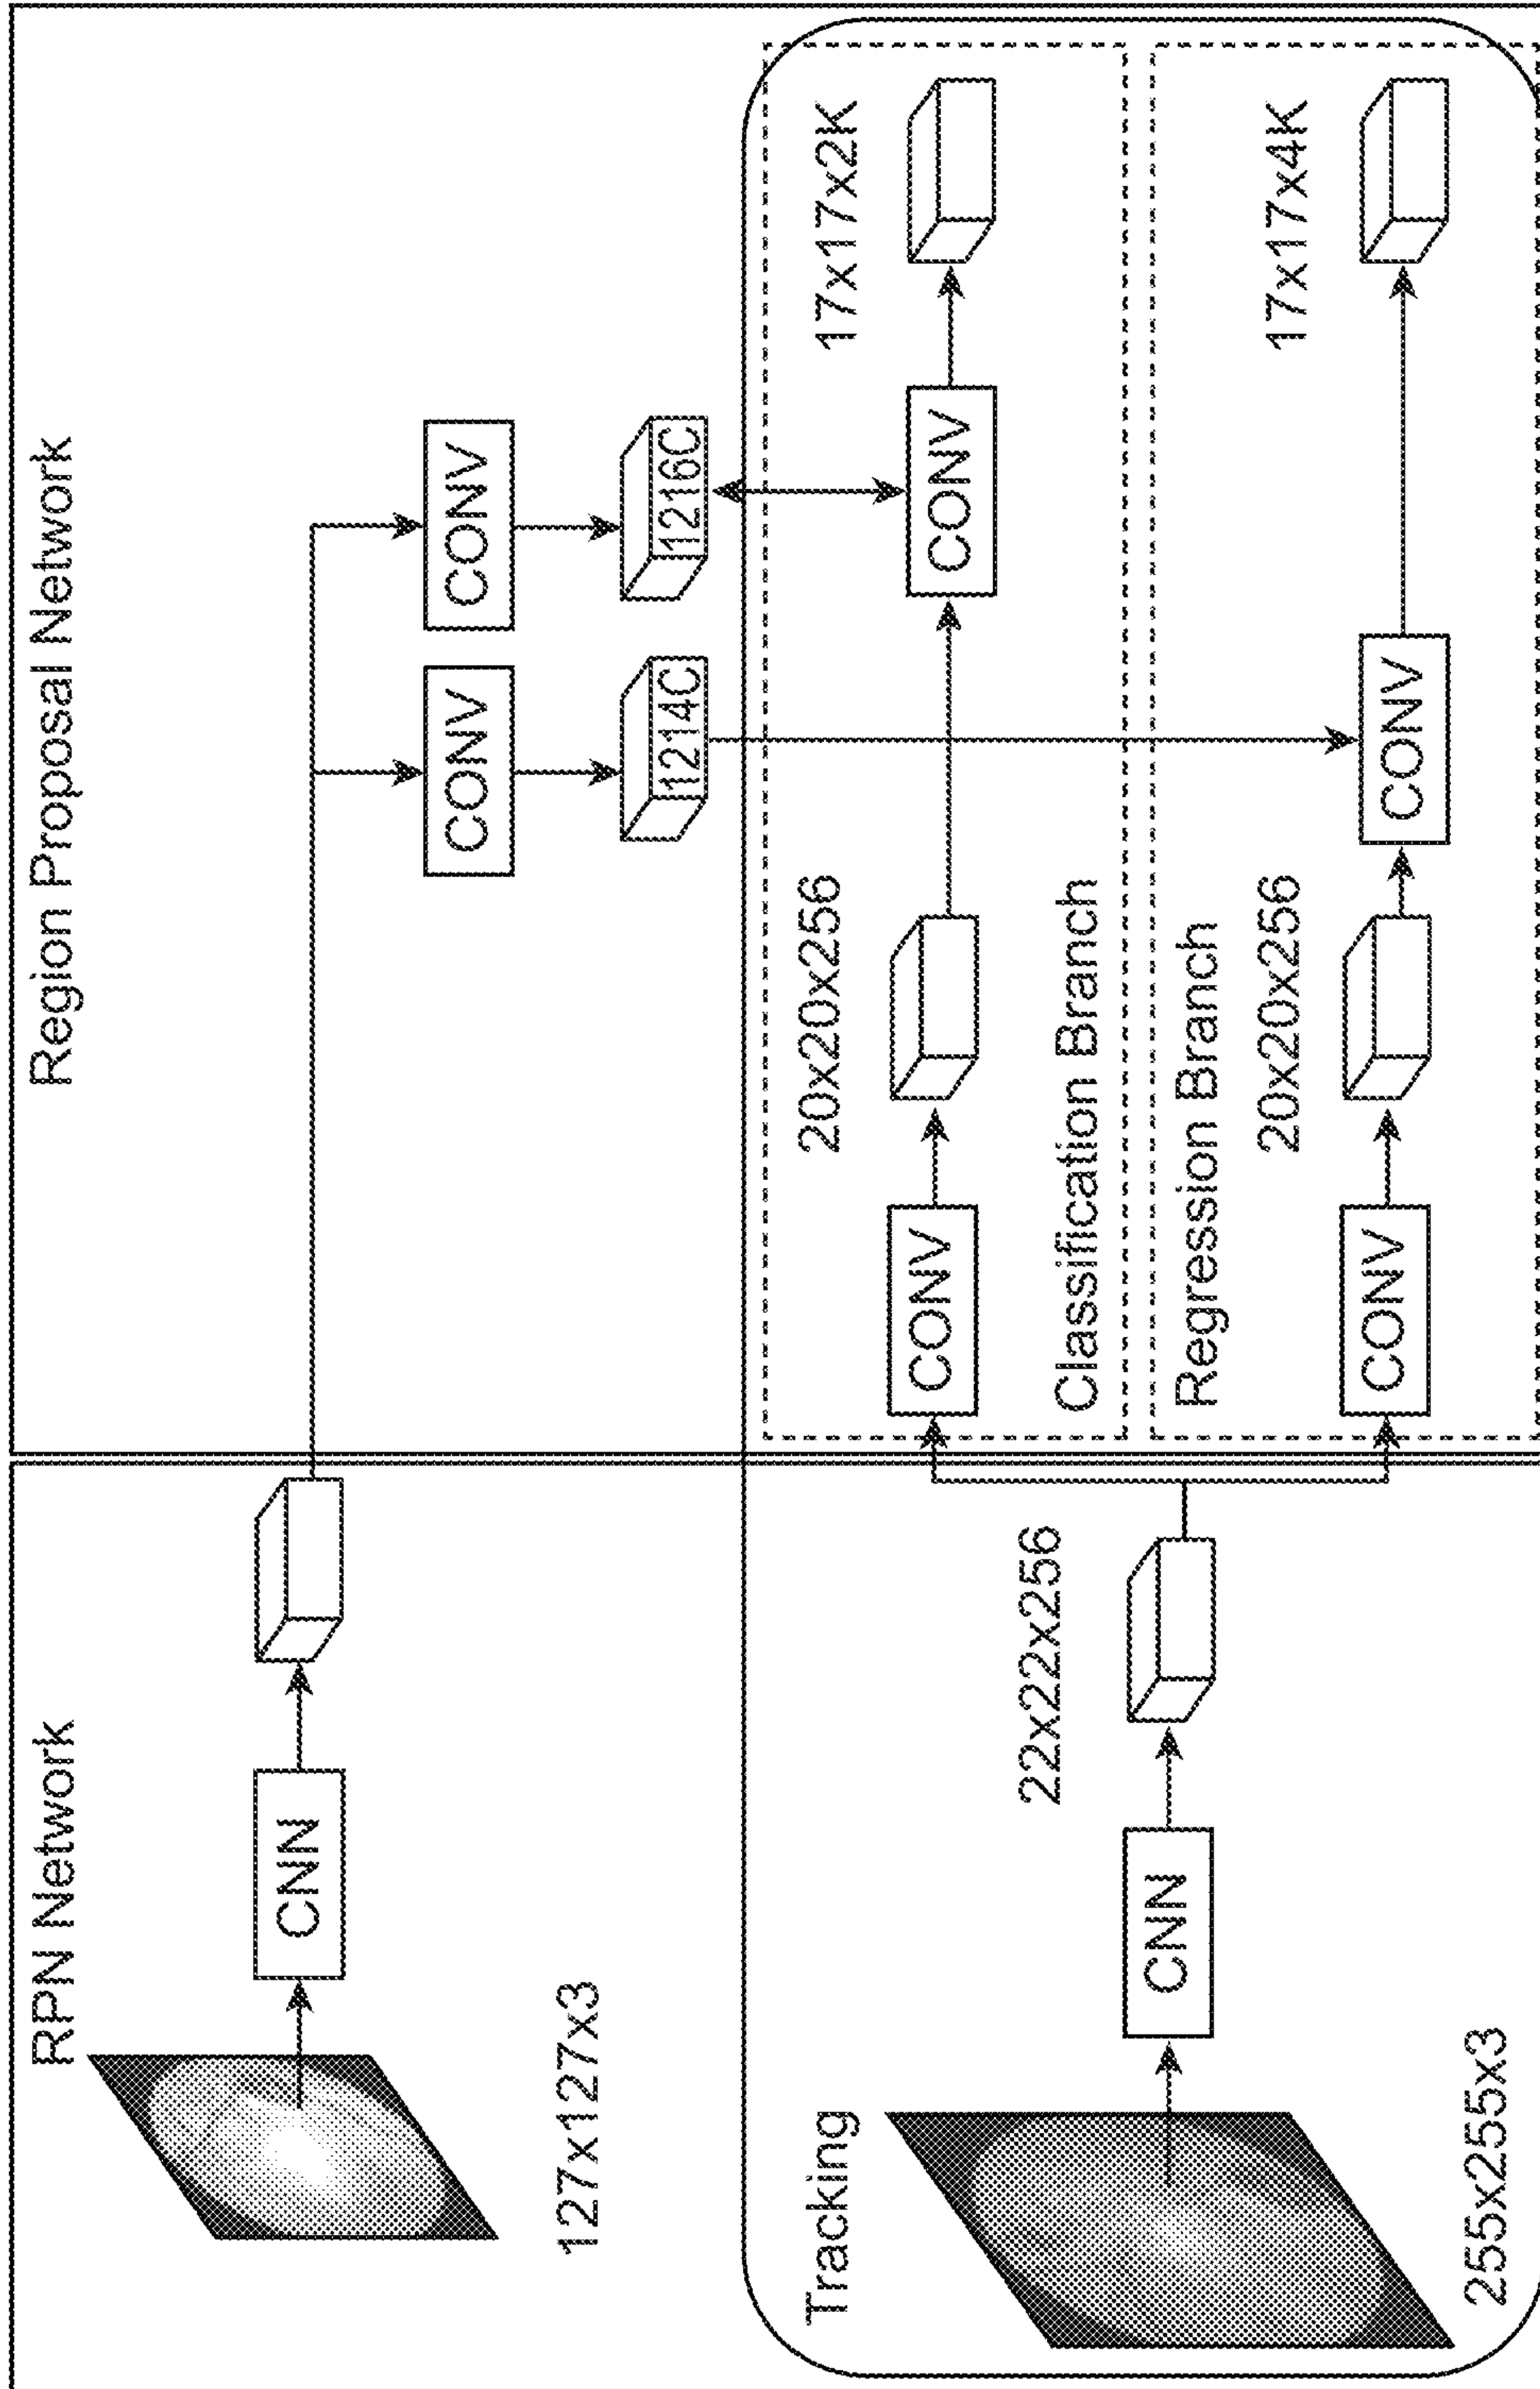 RPN Network
Region Proposal Network
CNN
127x127x3
CONV
CONV
1214C
1216C
Tracking
CNN
22x22x256
255x255x3
CONV
20x20x256
CONV
17x17x2K
Classification Branch
Regression Branch
CONV
20x20x256
CONV
17x17x4K